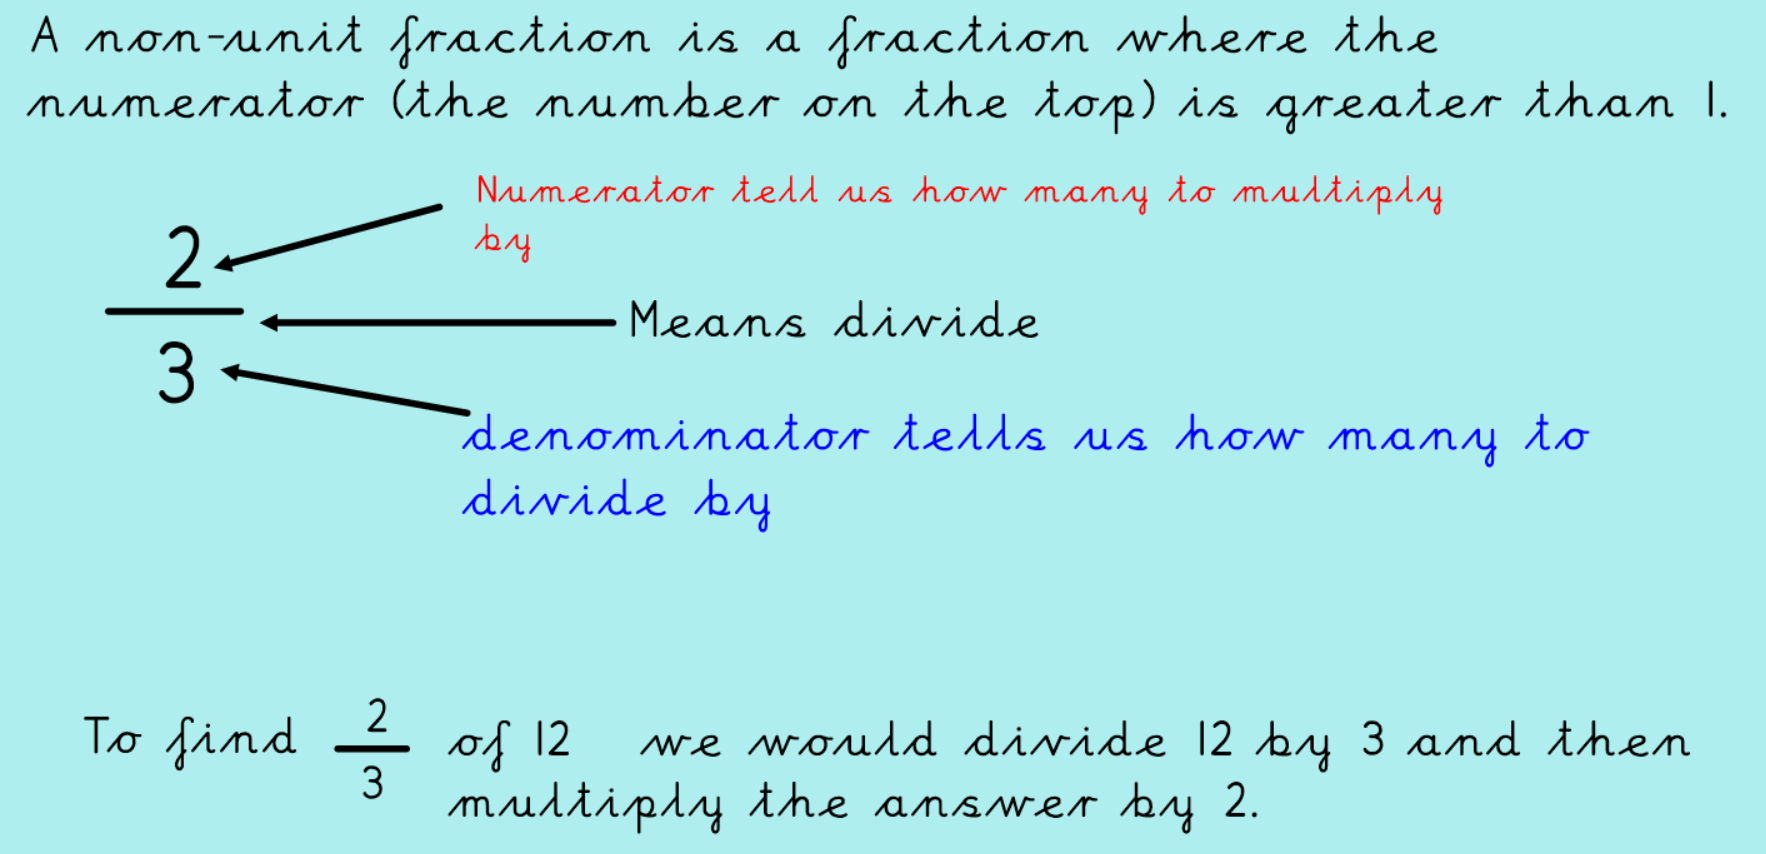 A non-unit fraction is a fraction where the
numerator (the number on the top) is greater than 1.
Numerator tell us how many to multiply
by
2
Means divide
3
denominator tells us how many to
divide by
To find 2/3 of 12 we would divide 12 by 3 and then
multiply the answer by 2.